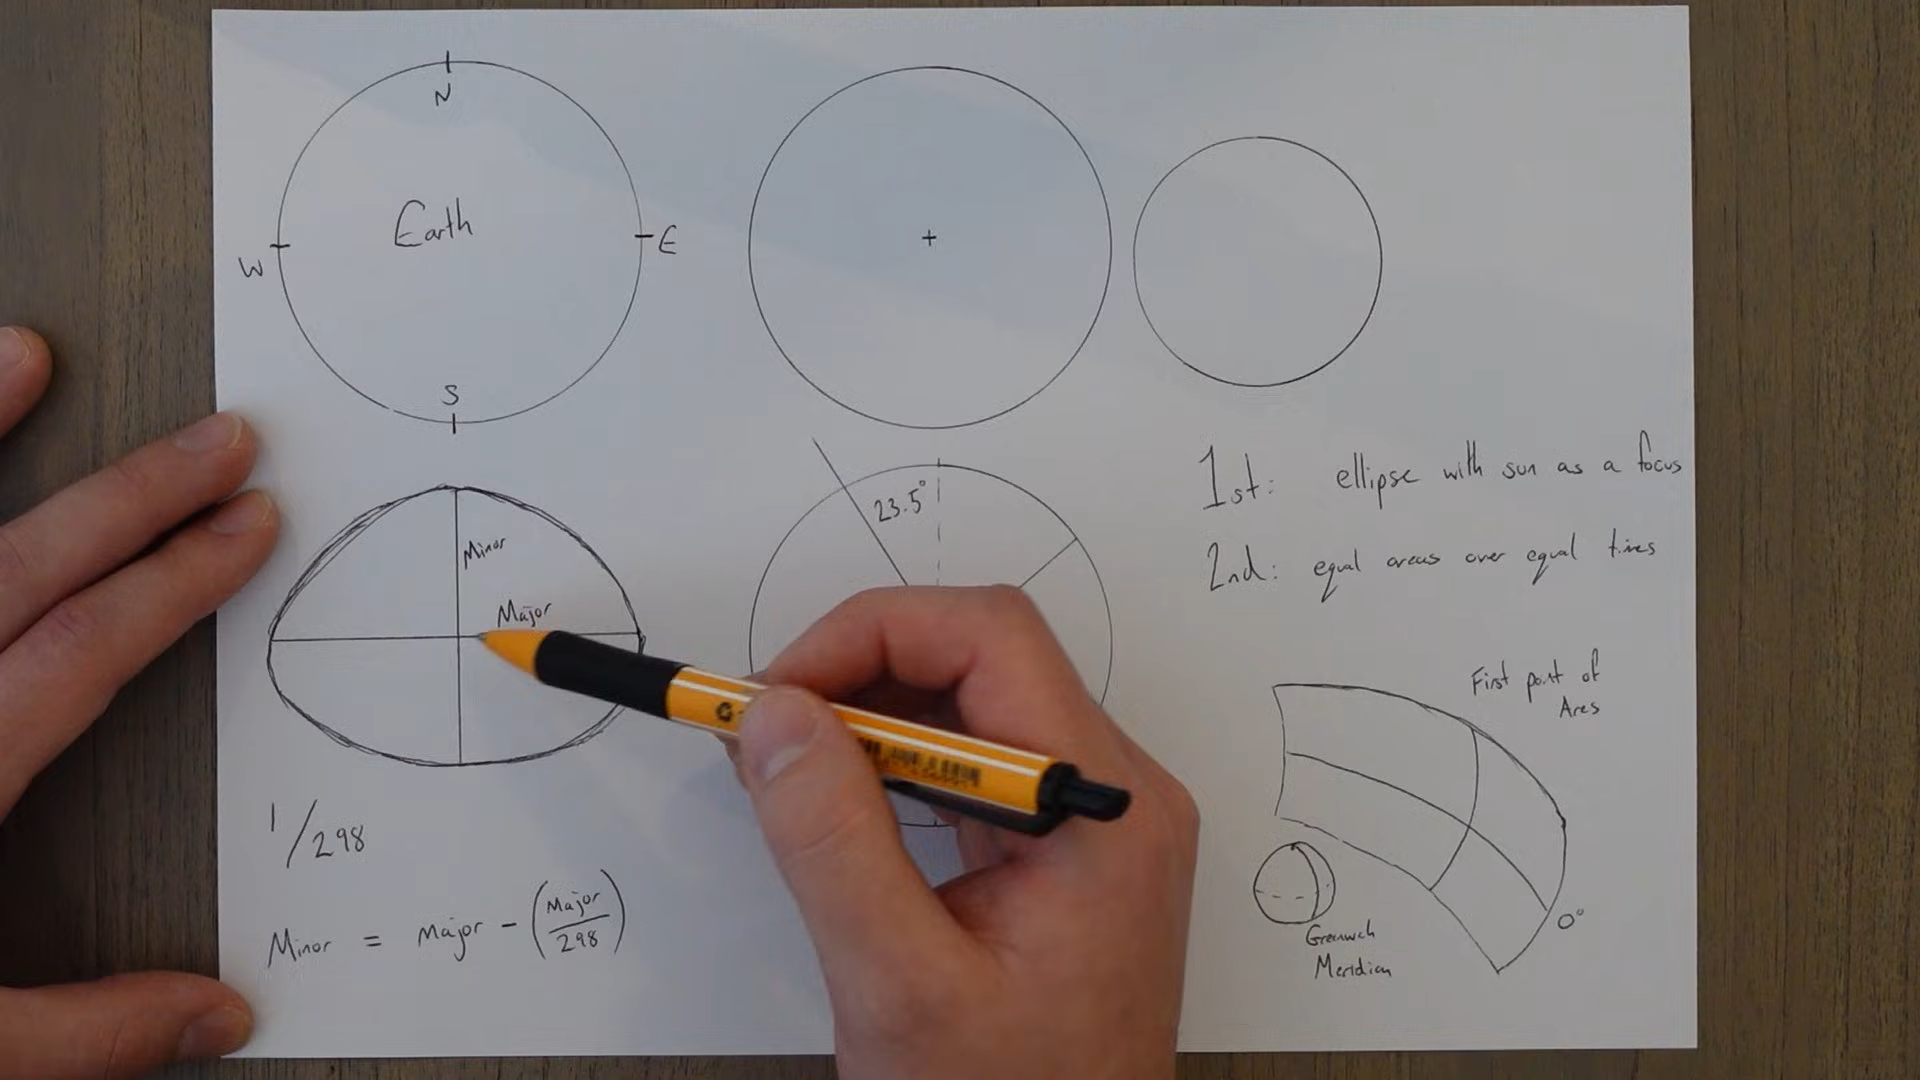 N
Earth
W
E
S
Minor
Major
1/298
Minor = Major - (Major/298)
23.5°
1st: ellipse with sun as a focus
2nd: equal areas over equal times
First point of
Aries
0°
Greenwich
Meridian